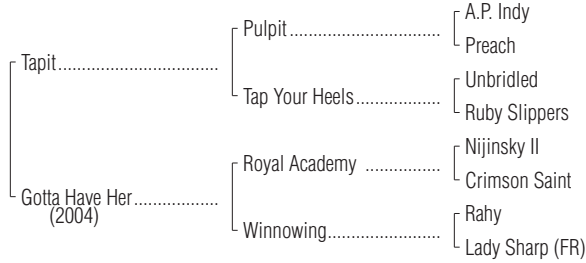 A.P. Indy
Pulpit
Preach
Tapit
Unbridled
Tap Your Heels
Ruby Slippers
Nijinsky II
Royal Academy
Crimson Saint
Gotta Have Her
(2004)
Rahy
Winnowing
Lady Sharp (FR)